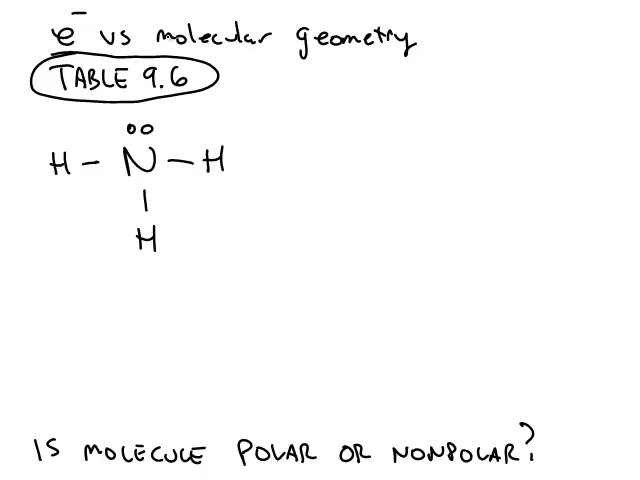 e⁻ vs molecular geometry
TABLE 9.6
H - N - H
H
IS MOLECULE POLAR OR NONPOLAR?